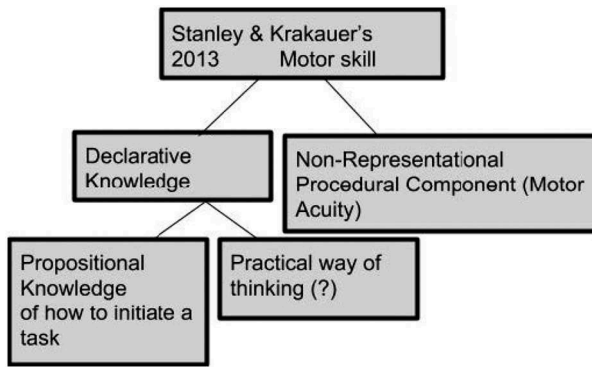 Stanley & Krakauer's
2013 Motor skill
Declarative
Knowledge
Non-Representational
Procedural Component (Motor
Acuity)
Propositional
Knowledge
of how to initiate a
task
Practical way of
thinking (?)